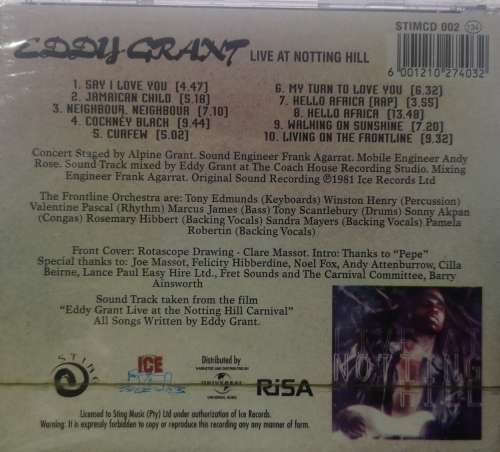 EDDY GRANT LIVE AT NOTTING HILL
STIMCD 002 134
6 001210 274032
1. SAY I LOVE YOU [4.47]
2. JAMAICAN CHILD [5.18]
3. NEIGHBOUR, NEIGHBOUR [7.10]
4. COCKNEY BLACK [9.44]
5. CURFEW [5.02]
6. MY TURN TO LOVE YOU [6.32]
7. HELLO AFRICA [RAP] [3.55]
8. HELLO AFRICA [13.48]
9. WALKING ON SUNSHINE [7.20]
10. LIVING ON THE FRONTLINE [9.32]
Concert Staged by Alpine Grant. Sound Engineer Frank Agarrat. Mobile Engineer Andy
Rose. Sound Track mixed by Eddy Grant at The Coach House Recording Studio. Mixing
Engineer Frank Agarrat. Original Sound Recording ℗1981 Ice Records Ltd
The Frontline Orchestra are: Tony Edmunds (Keyboards) Winston Henry (Percussion)
Valentine Pascal (Rhythm) Marcus James (Bass) Tony Scantlebury (Drums) Sonny Akpan
(Congas) Rosemary Hibbert (Backing Vocals) Sandra Mayers (Backing Vocals) Pamela
Robertin (Backing Vocals)
Front Cover: Rotascope Drawing - Clare Massot. Intro: Thanks to "Pepe"
Special thanks to: Joe Massot, Felicity Hibberdine, Noel Fox, Andy Attenburrow, Cilla
Beirne, Lance Paul Easy Hire Ltd., Fret Sounds and The Carnival Committee, Barry
Ainsworth
Sound Track taken from the film
"Eddy Grant Live at the Notting Hill Carnival"
All Songs Written by Eddy Grant.
STING
ICE
Distributed by
UNIVERSAL
RiSA
NOTTING
HILL
Licensed to Sting Music (Pty) Ltd under authorization of Ice Records.
Warning: It is expressly forbidden to copy or reproduce this recording any any manner of form.